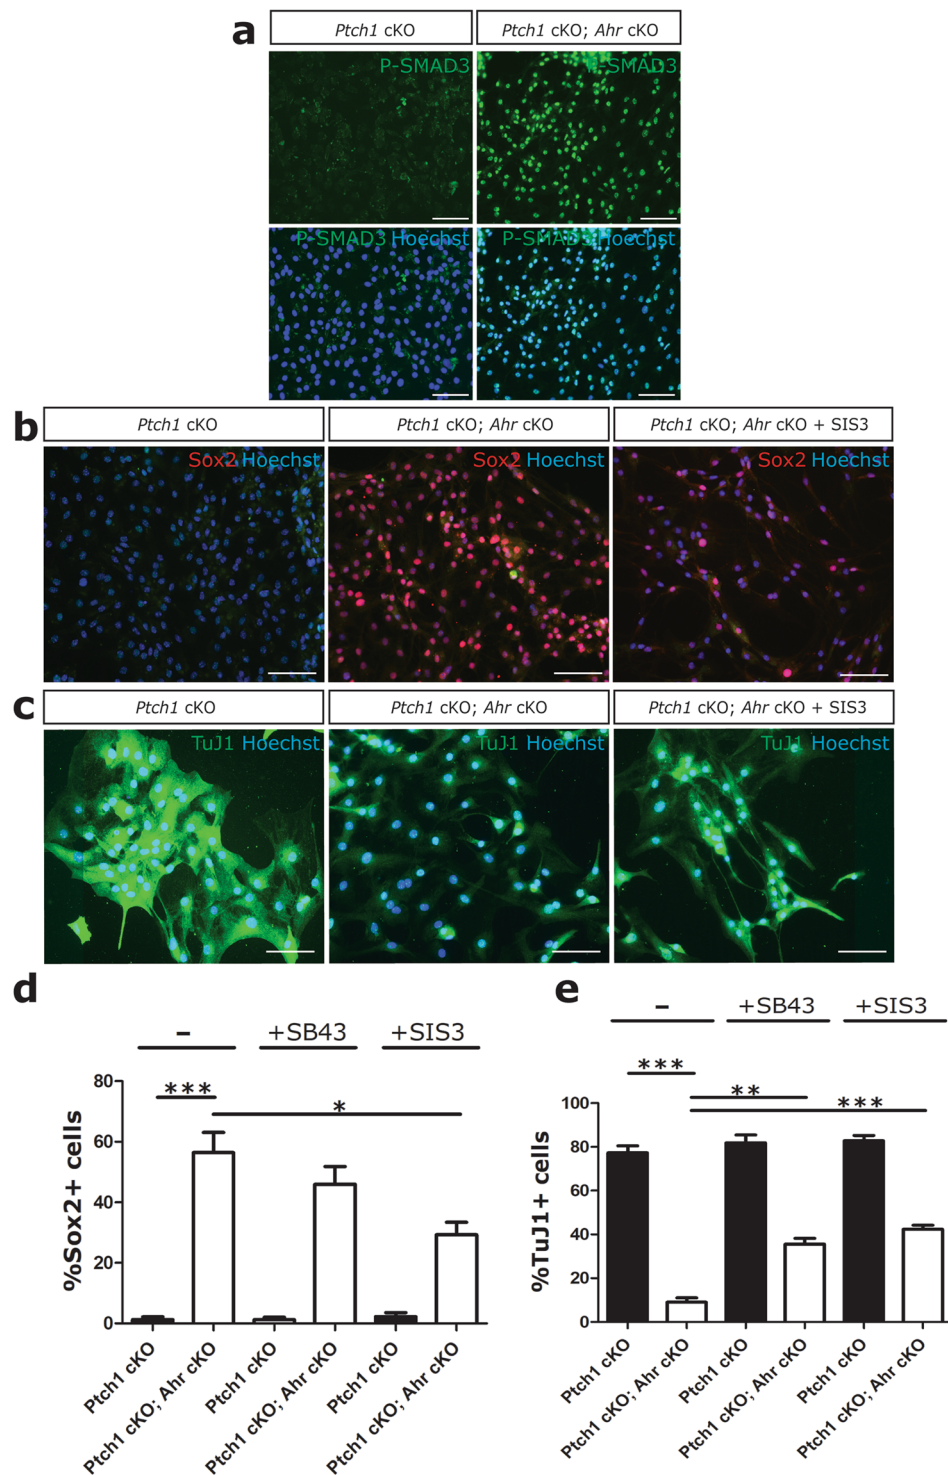 a
Ptch1 cKO
Ptch1 cKO; Ahr cKO
P-SMAD3
P-SMAD3
P-SMAD3 Hoechst
P-SMAD3 Hoechst
b
Ptch1 cKO
Ptch1 cKO; Ahr cKO
Ptch1 cKO; Ahr cKO + SIS3
Sox2 Hoechst
Sox2 Hoechst
Sox2 Hoechst
c
Ptch1 cKO
Ptch1 cKO; Ahr cKO
Ptch1 cKO; Ahr cKO + SIS3
TuJ1 Hoechst
TuJ1 Hoechst
TuJ1 Hoechst
d
– +SB43 +SIS3
***
*
%Sox2+ cells
80
60
40
20
0
Ptch1 cKO
Ptch1 cKO; Ahr cKO
Ptch1 cKO
Ptch1 cKO; Ahr cKO
Ptch1 cKO
Ptch1 cKO; Ahr cKO
e
– +SB43 +SIS3
***
**
***
%TuJ1+ cells
100
80
60
40
20
0
Ptch1 cKO
Ptch1 cKO; Ahr cKO
Ptch1 cKO
Ptch1 cKO; Ahr cKO
Ptch1 cKO
Ptch1 cKO; Ahr cKO